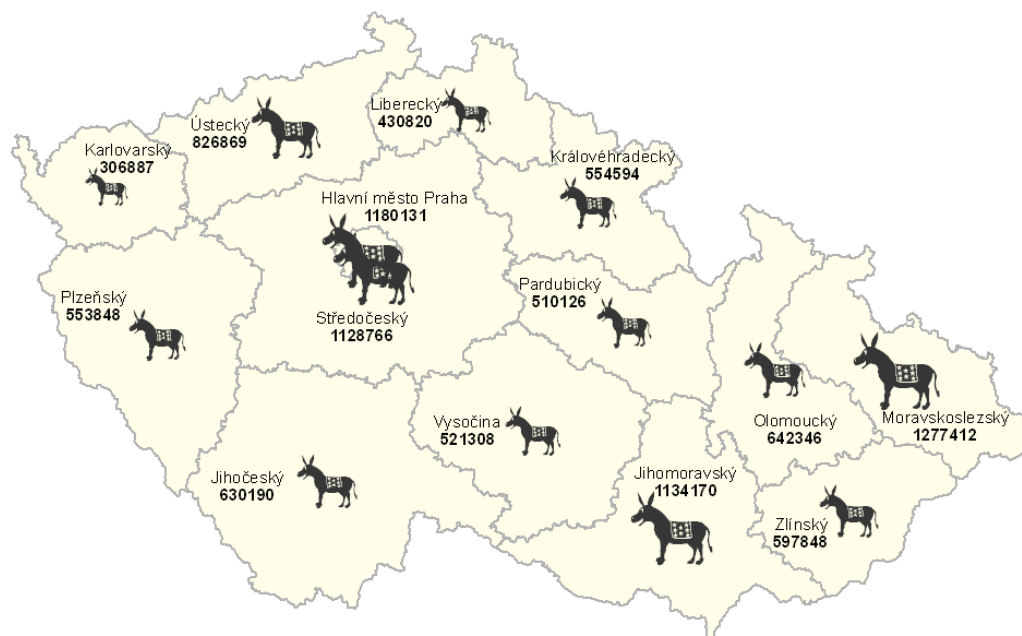 Liberecký
430820
Ústecký
826869
Karlovarský
306887
Královéhradecký
554594
Hlavní město Praha
1180131
Plzeňský
553848
Pardubický
510126
Středočeský
1128766
Vysočina
521308
Olomoucký
642346
Moravskoslezský
1277412
Jihočeský
630190
Jihomoravský
1134170
Zlínský
597848